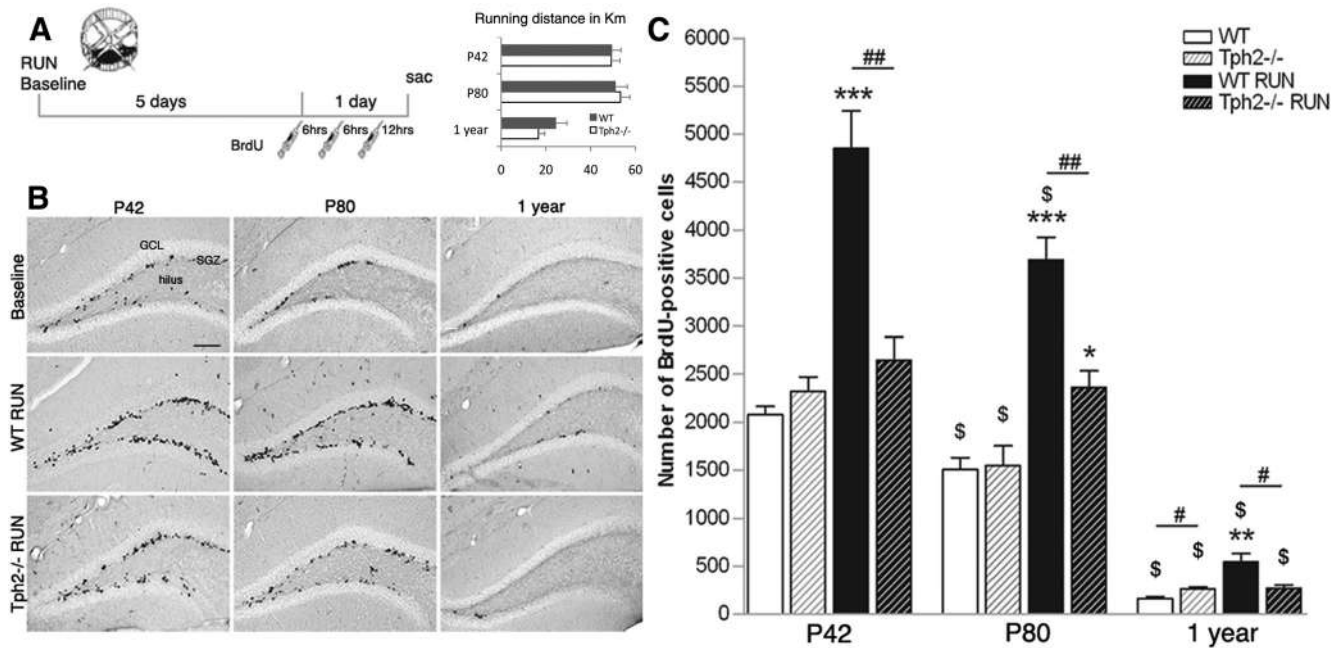 A
RUN
Baseline
sac
5 days
1 day
BrdU
6hrs
6hrs
12hrs
Running distance in Km
P42
P80
1 year
WT
Tph2-/-
0
20
40
60
B
P42
P80
1 year
Baseline
GCL
SGZ
hilus
WT RUN
Tph2-/- RUN
C
WT
Tph2-/-
WT RUN
Tph2-/- RUN
Number of BrdU-positive cells
6000
5500
5000
4500
4000
3500
3000
2500
2000
1500
1000
500
0
##
***
##
$
***
*
$
$
#
#
$
**
$
$
$
P42
P80
1 year